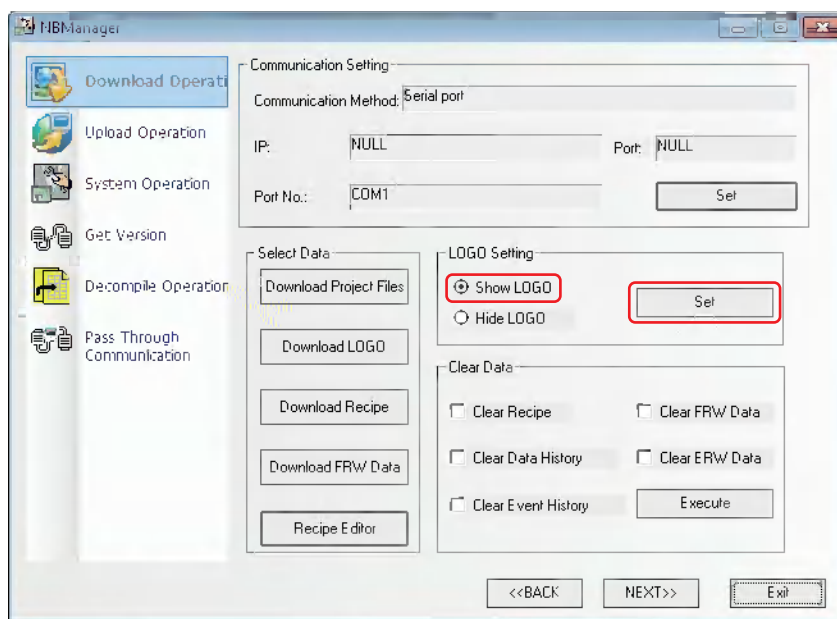 NBManager
Download Operati
Upload Operation
System Operation
Get Version
Decompile Operation
Pass Through
Communication
Communication Setting
Communication Method: Serial port
IP: NULL Port: NULL
Port No.: COM1 Set
Select Data
Download Project Files
Download LOGO
Download Recipe
Download FRW Data
Recipe Editor
LOGO Setting
Show LOGO
Hide LOGO
Set
Clear Data
Clear Recipe Clear FRW Data
Clear Data History Clear ERW Data
Clear Event History Execute
<<BACK NEXT>> Exit